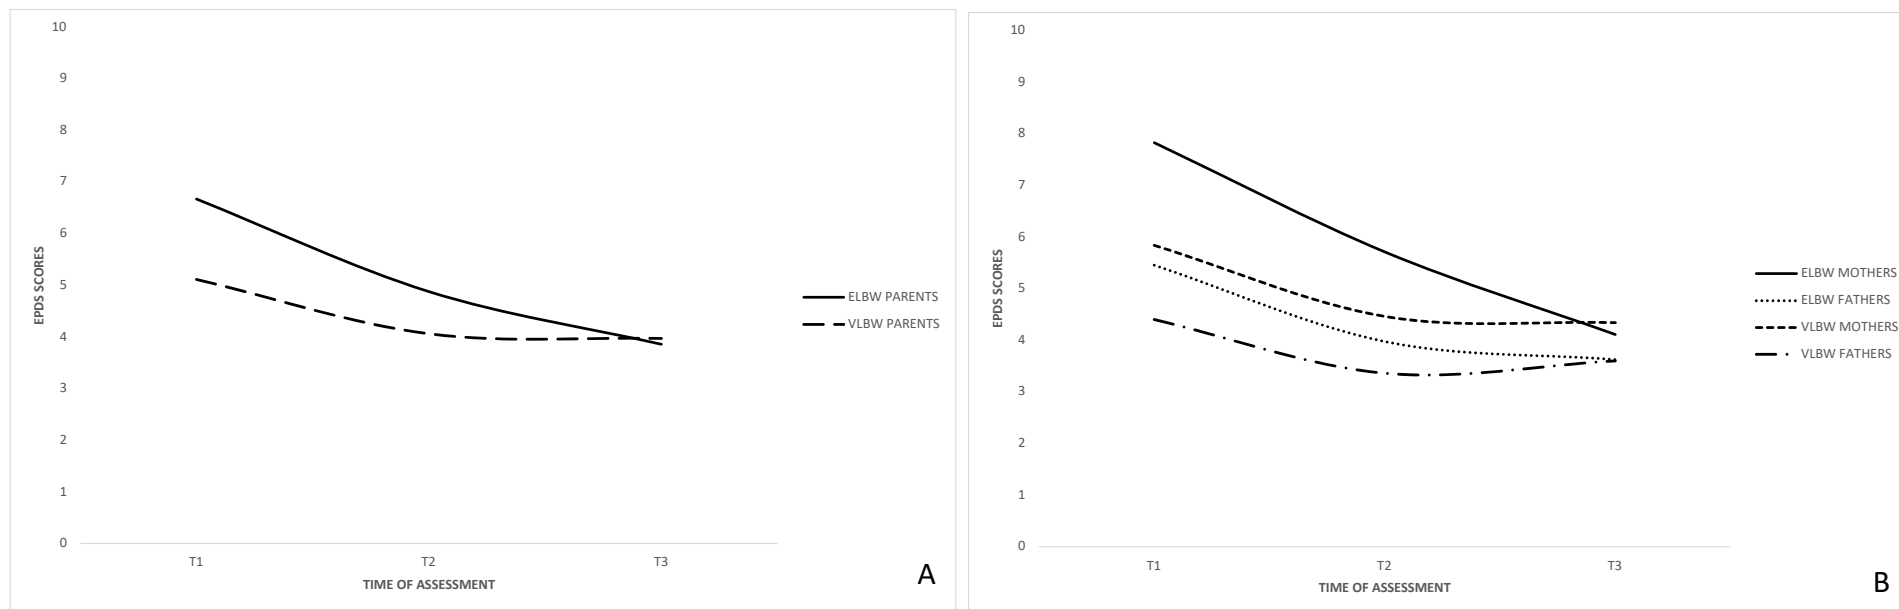 10
9
8
7
6
5
4
3
2
1
0
EPDS SCORES
T1 T2 T3
TIME OF ASSESSMENT
ELBW PARENTS
VLBW PARENTS
A
10
9
8
7
6
5
4
3
2
1
0
EPDS SCORES
T1 T2 T3
TIME OF ASSESSMENT
ELBW MOTHERS
ELBW FATHERS
VLBW MOTHERS
VLBW FATHERS
B